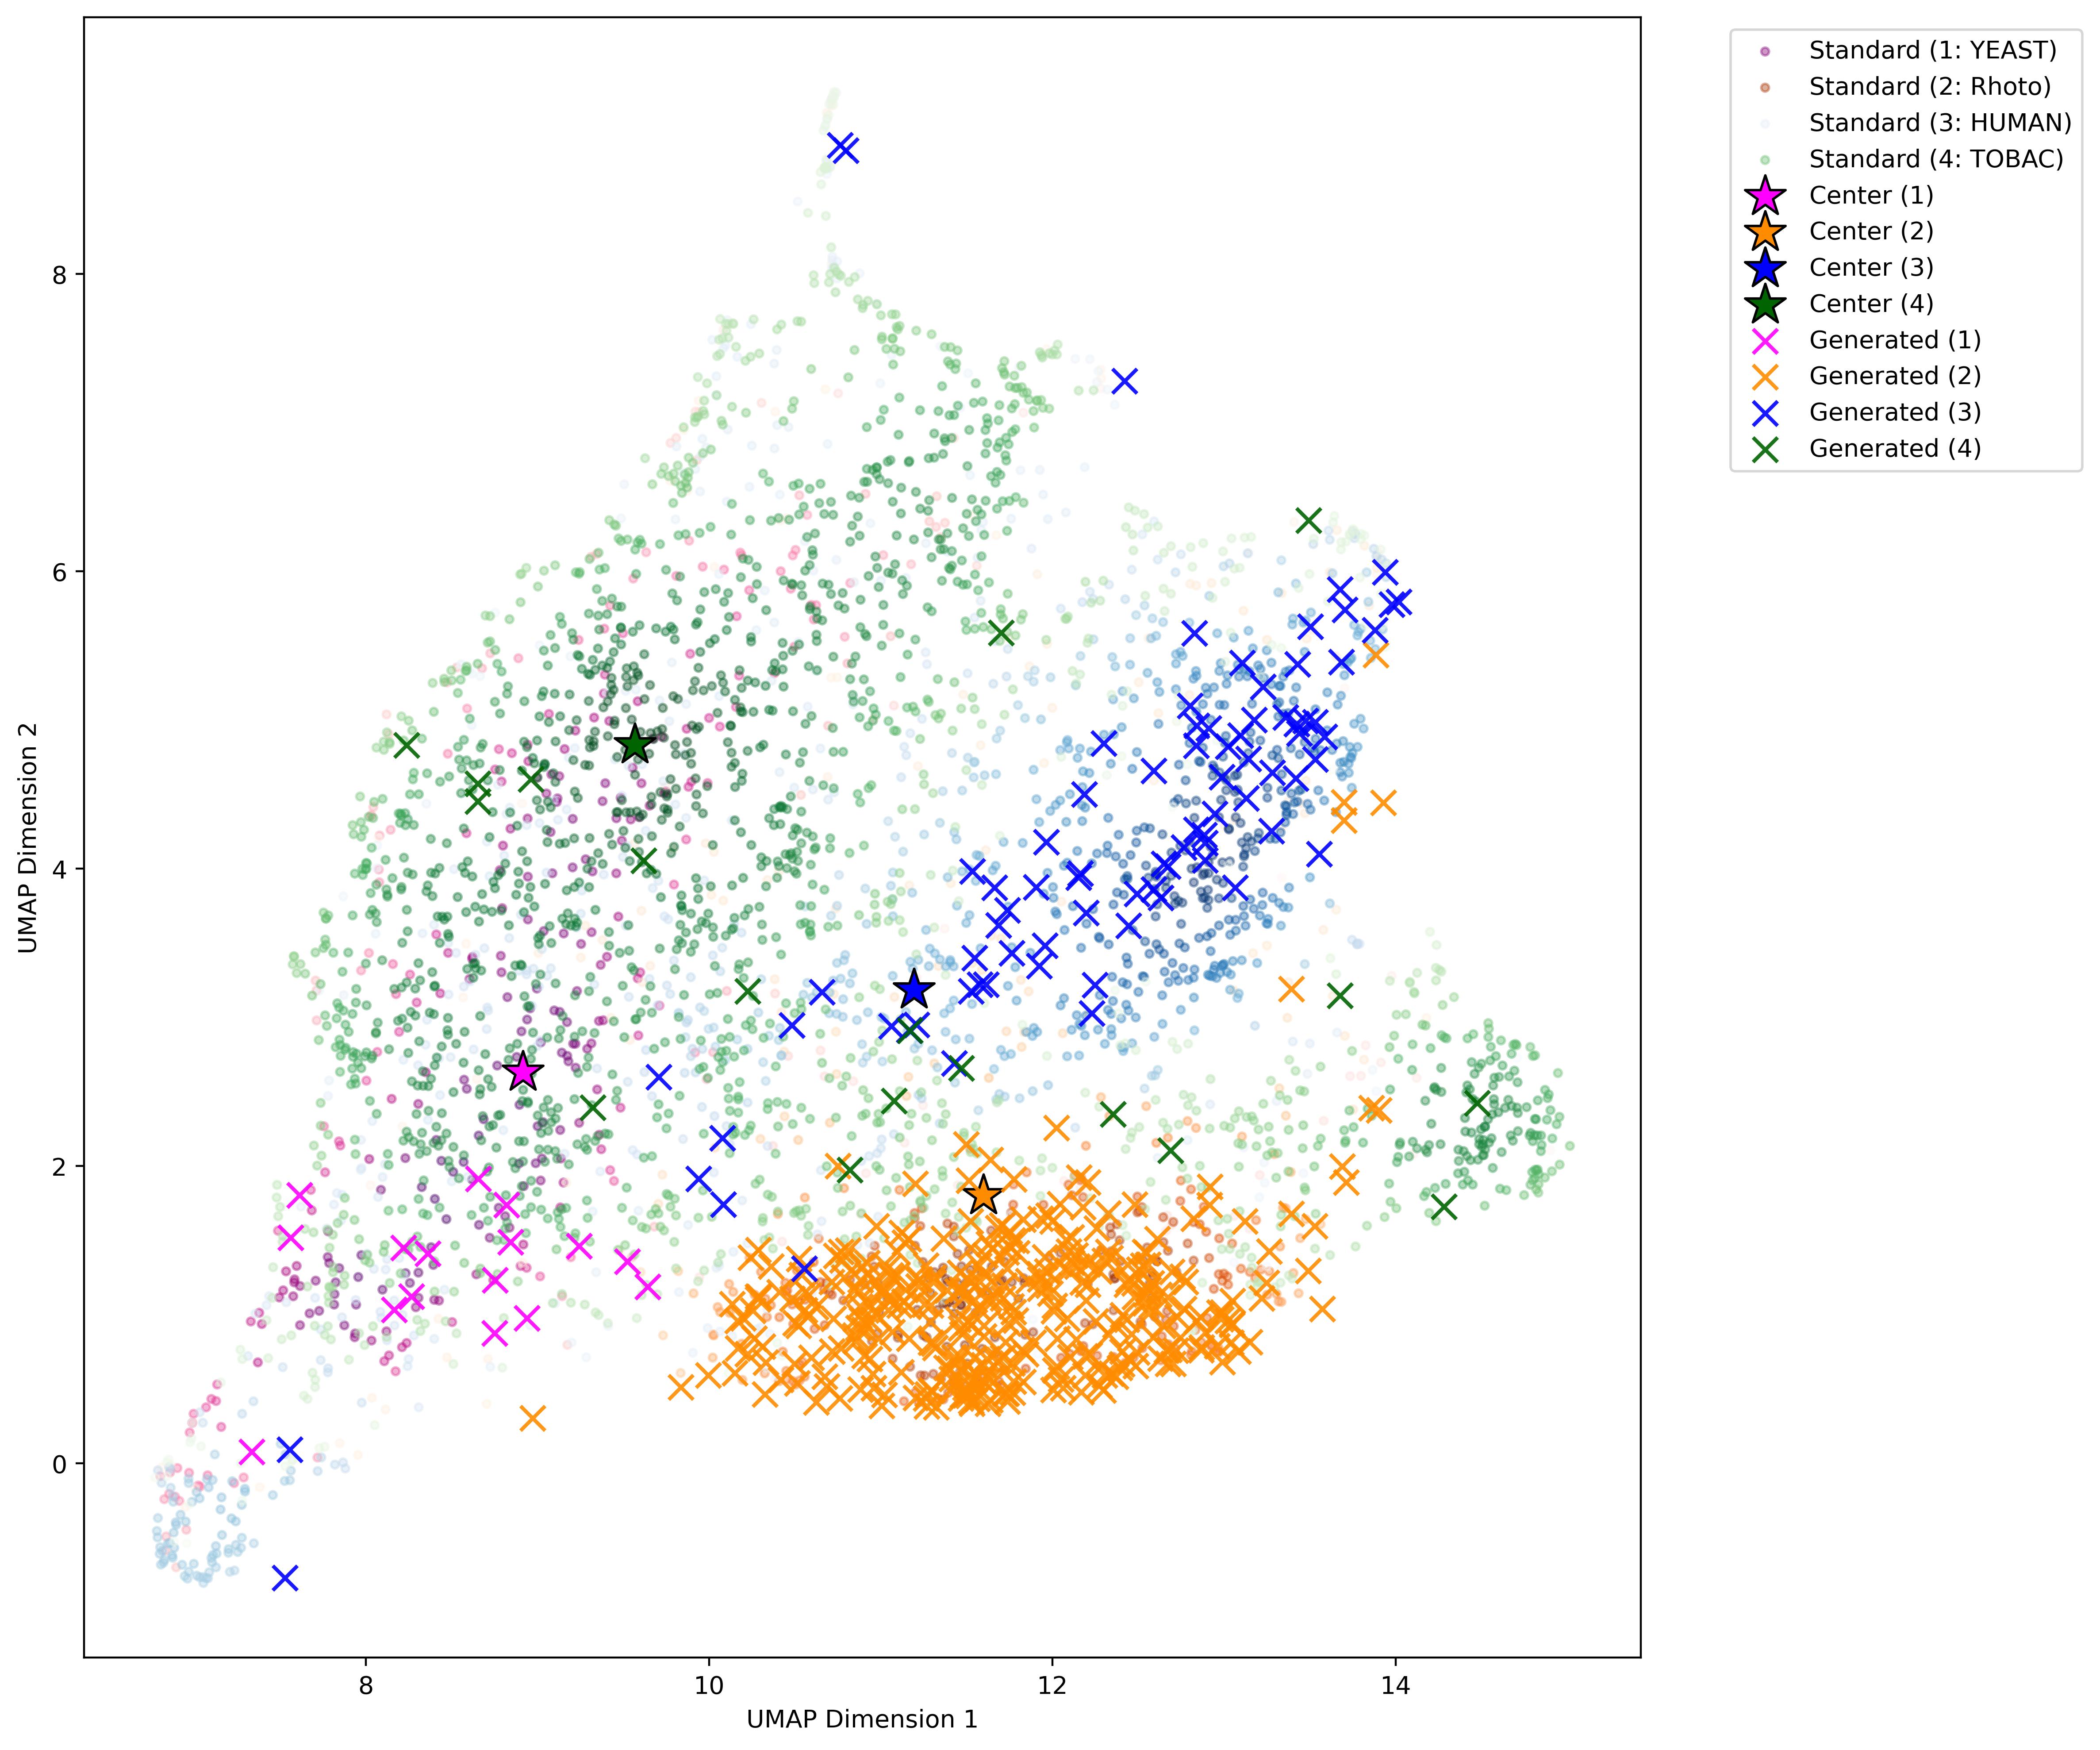 Standard (1: YEAST)
Standard (2: Rhoto)
Standard (3: HUMAN)
Standard (4: TOBAC)
Center (1)
Center (2)
Center (3)
Center (4)
Generated (1)
Generated (2)
Generated (3)
Generated (4)
8
6
4
2
0
UMAP Dimension 2
8 10 12 14
UMAP Dimension 1